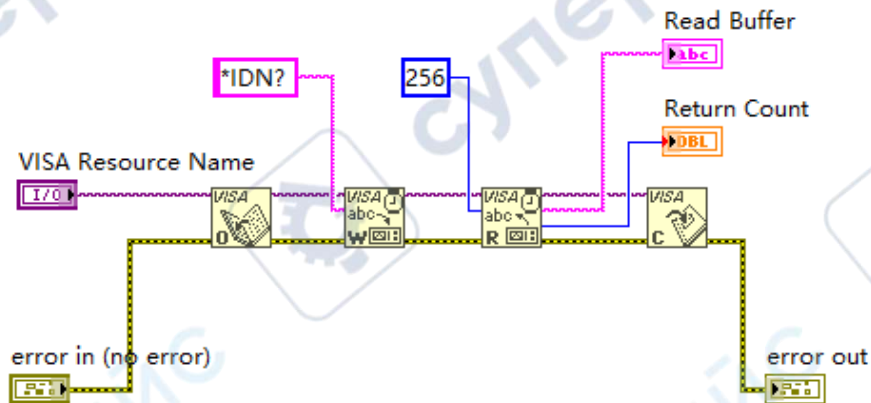 Read Buffer
abc
*IDN?
256
Return Count
DBL
VISA Resource Name
I/O
VISA
O
VISA
abc
W
VISA
abc
R
VISA
C
error in (no error)
error out